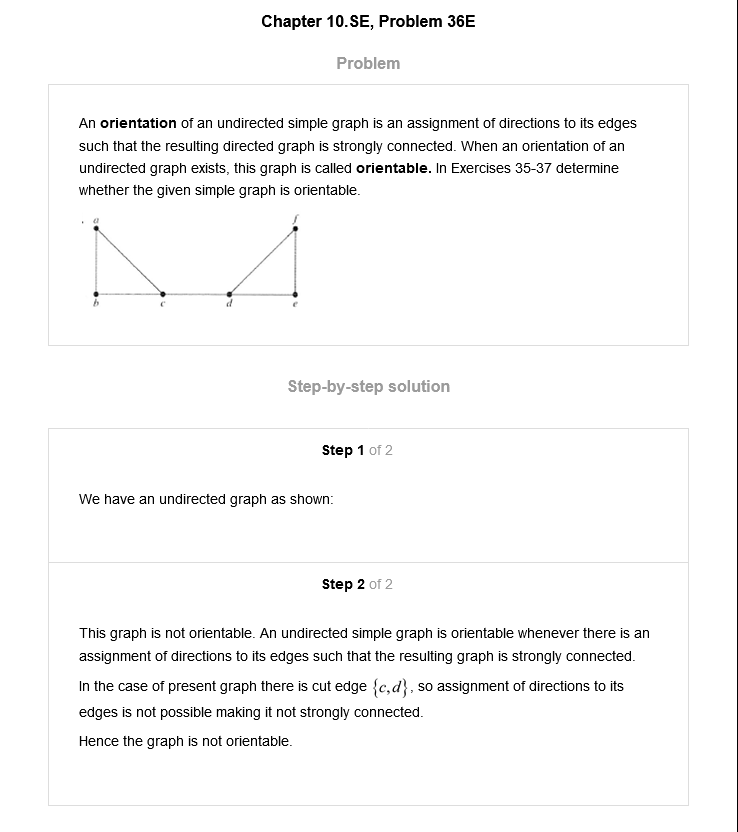 Chapter 10.SE, Problem 36E
Problem
An orientation of an undirected simple graph is an assignment of directions to its edges
such that the resulting directed graph is strongly connected. When an orientation of an
undirected graph exists, this graph is called orientable. In Exercises 35-37 determine
whether the given simple graph is orientable.
a f
b c d e
Step-by-step solution
Step 1 of 2
We have an undirected graph as shown:
Step 2 of 2
This graph is not orientable. An undirected simple graph is orientable whenever there is an
assignment of directions to its edges such that the resulting graph is strongly connected.
In the case of present graph there is cut edge {c,d}, so assignment of directions to its
edges is not possible making it not strongly connected.
Hence the graph is not orientable.